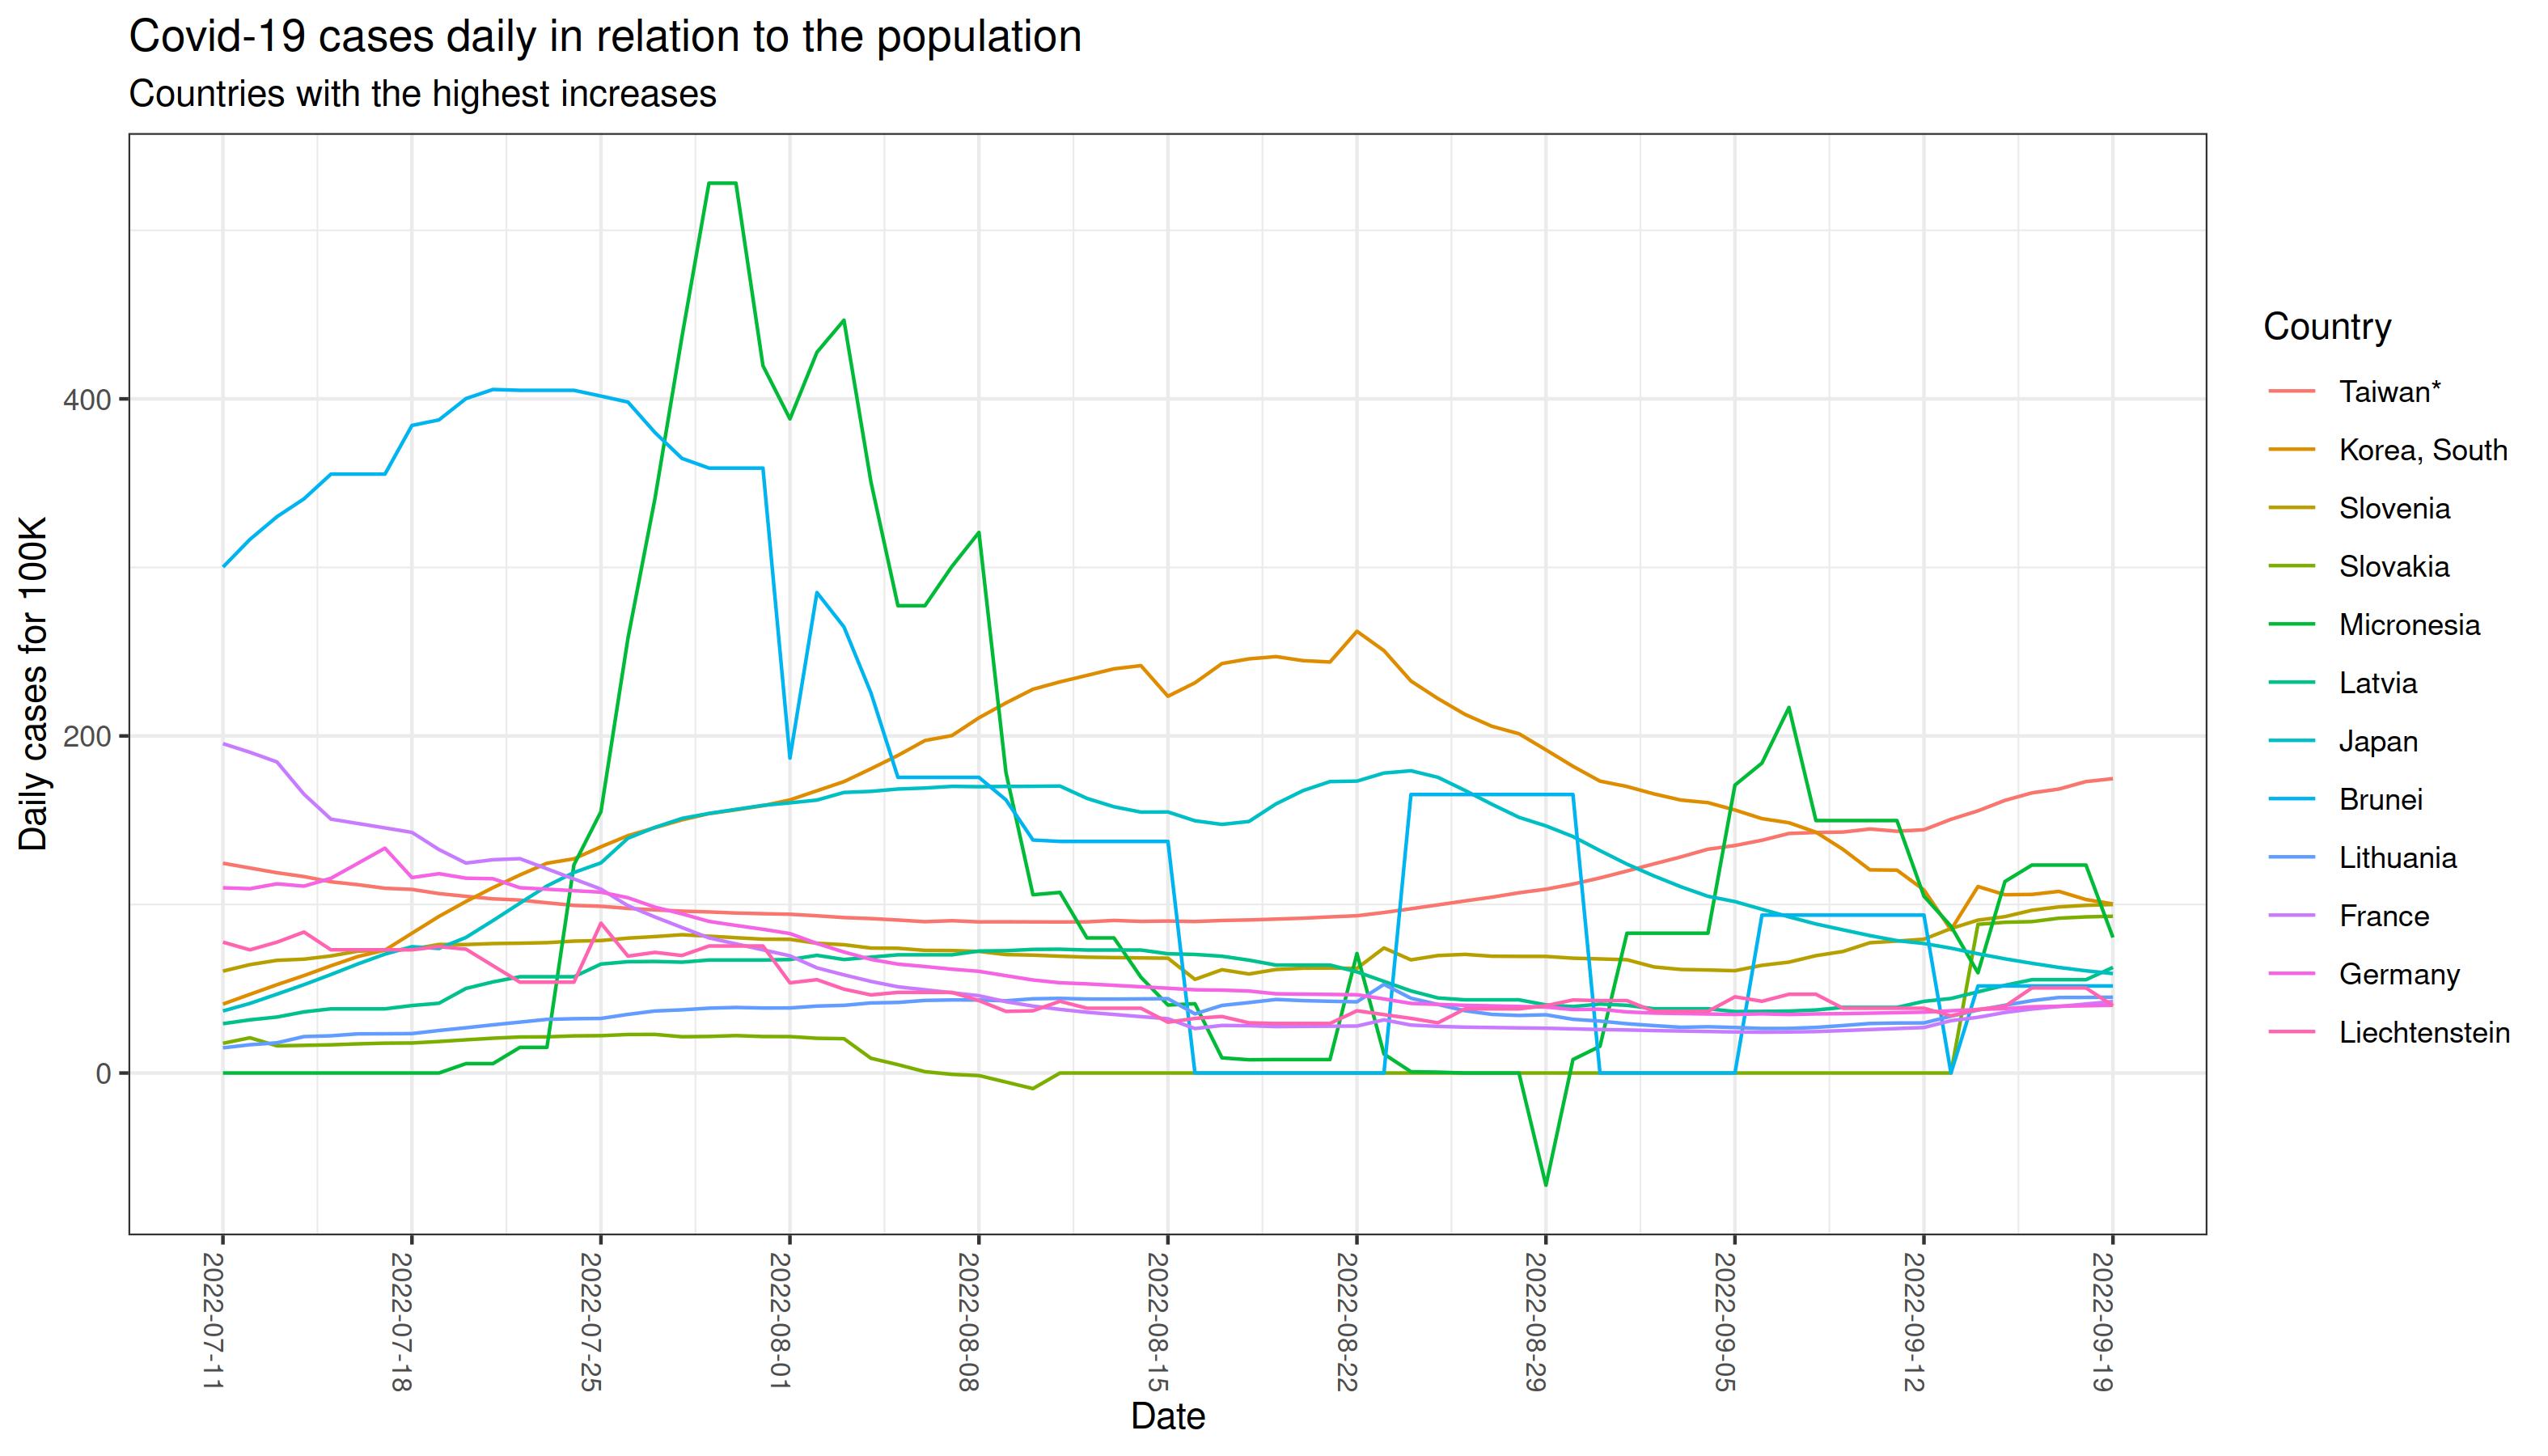 Covid-19 cases daily in relation to the population
Countries with the highest increases
Daily cases for 100K
400
200
0
2022-07-11
2022-07-18
2022-07-25
2022-08-01
2022-08-08
2022-08-15
2022-08-22
2022-08-29
2022-09-05
2022-09-12
2022-09-19
Date
Country
Taiwan*
Korea, South
Slovenia
Slovakia
Micronesia
Latvia
Japan
Brunei
Lithuania
France
Germany
Liechtenstein